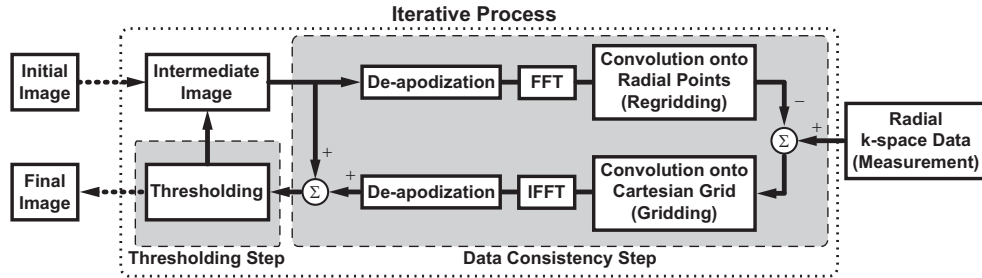 Iterative Process
Initial
Image
Intermediate
Image
De-apodization
FFT
Convolution onto
Radial Points
(Regridding)
−
+
Σ
Radial
k-space Data
(Measurement)
+
Final
Image
Thresholding
Σ
+
De-apodization
IFFT
Convolution onto
Cartesian Grid
(Gridding)
Thresholding Step
Data Consistency Step